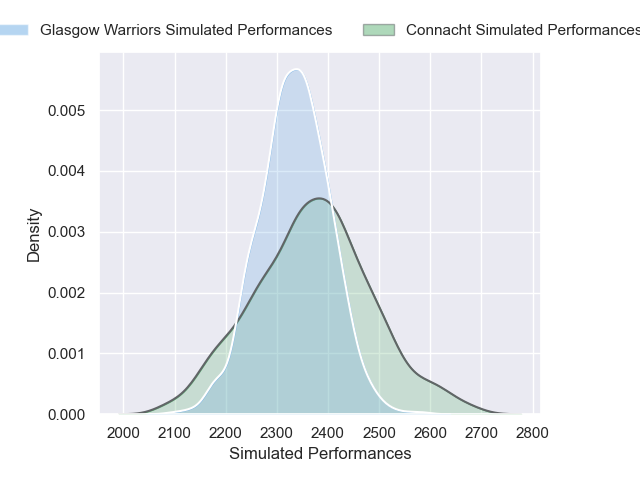 Glasgow Warriors Simulated Performances
Connacht Simulated Performances
0.005
0.004
0.003
0.002
0.001
0.000
Density
2000 2100 2200 2300 2400 2500 2600 2700 2800
Simulated Performances